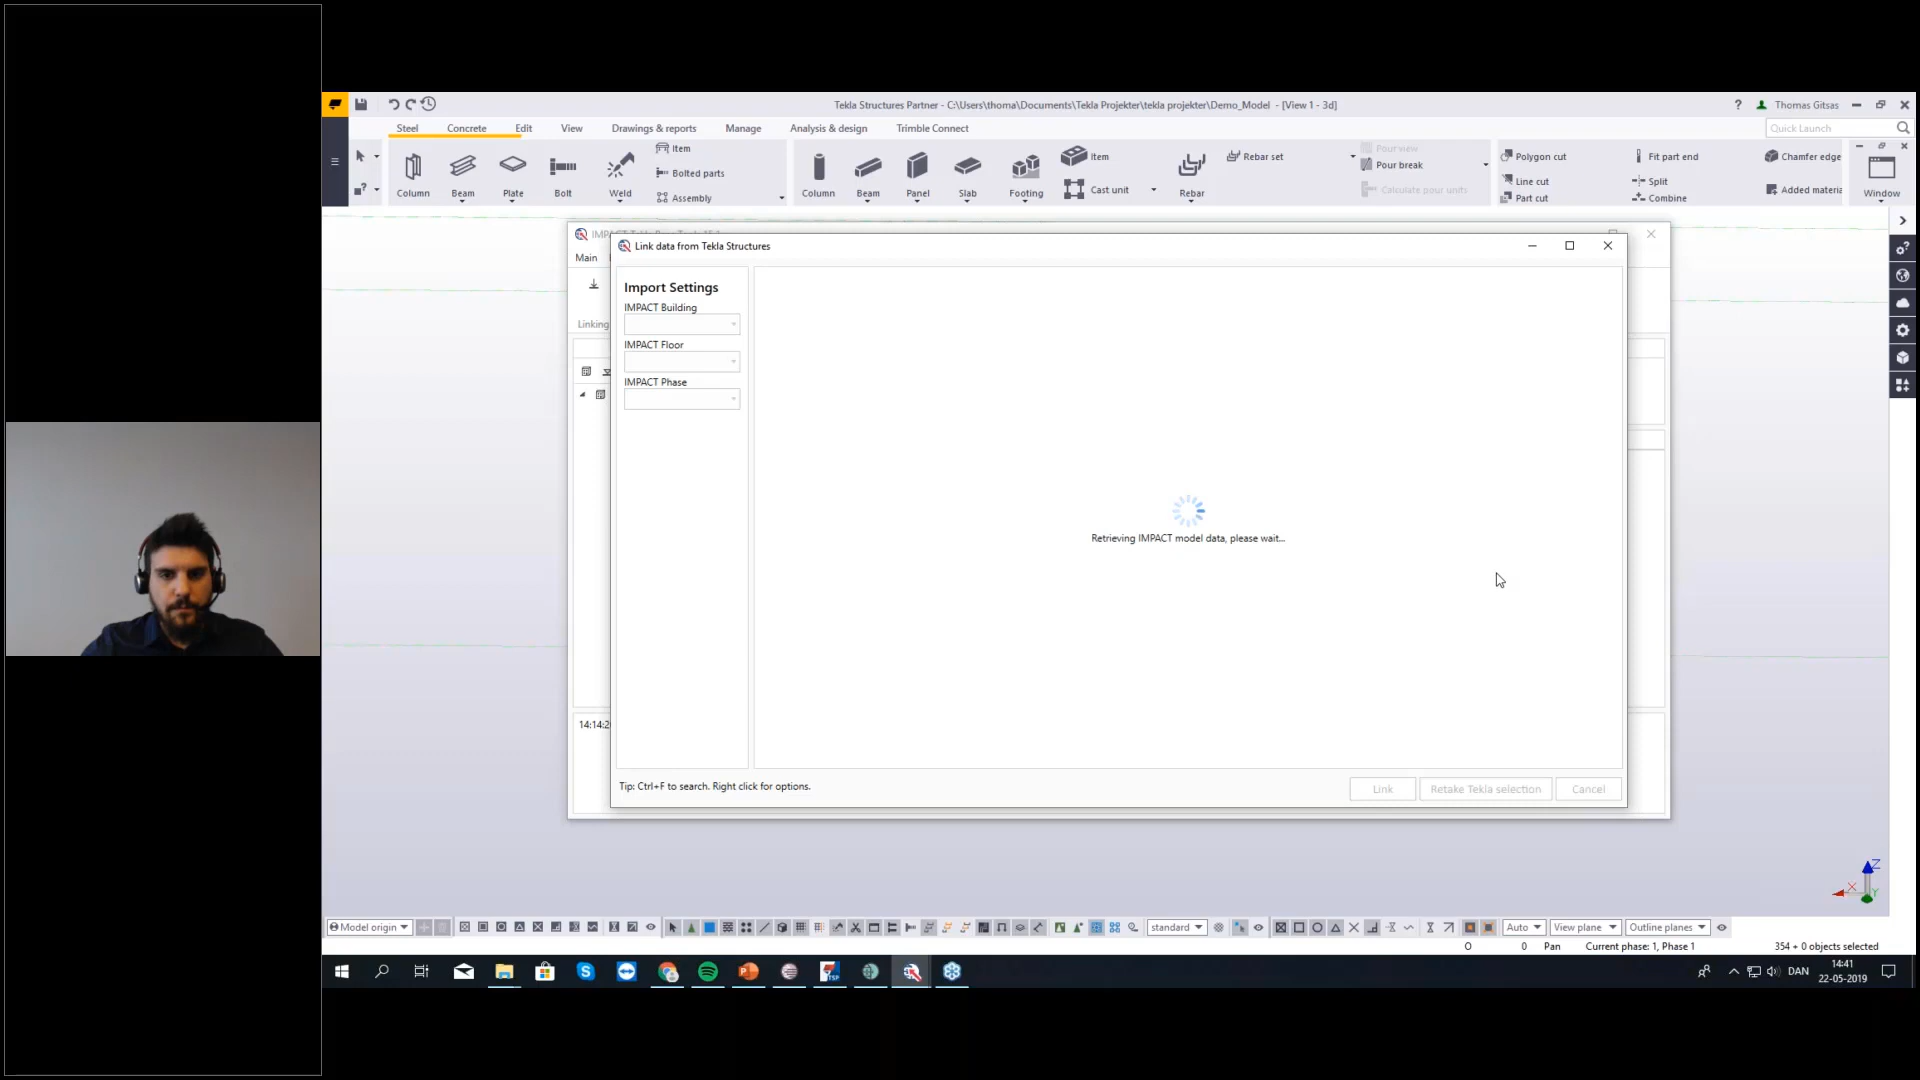 Tekla Structures Partner - C:\Users\thoma\Documents\Tekla Projekter\tekla projekter\Demo_Model - [View 1 - 3d]
? Thomas Gitsas
Steel Concrete Edit View Drawings & reports Manage Analysis & design Trimble Connect
Quick Launch
Column Beam Plate Bolt Weld
Item
Bolted parts
Assembly
Column Beam Panel Slab Footing
Item
Cast unit
Rebar
Rebar set
Pour view
Pour break
Calculate pour units
Polygon cut
Line cut
Part cut
Fit part end
Split
Combine
Chamfer edge
Added materia
Window
Main
Linking
14:14:2
Link data from Tekla Structures
Import Settings
IMPACT Building
IMPACT Floor
IMPACT Phase
Retrieving IMPACT model data, please wait...
Tip: Ctrl+F to search. Right click for options.
Link Retake Tekla selection Cancel
Z
X
Y
Model origin
standard
Auto View plane Outline planes
O 0 Pan Current phase: 1, Phase 1 354 + 0 objects selected
DAN
14:41
22-05-2019